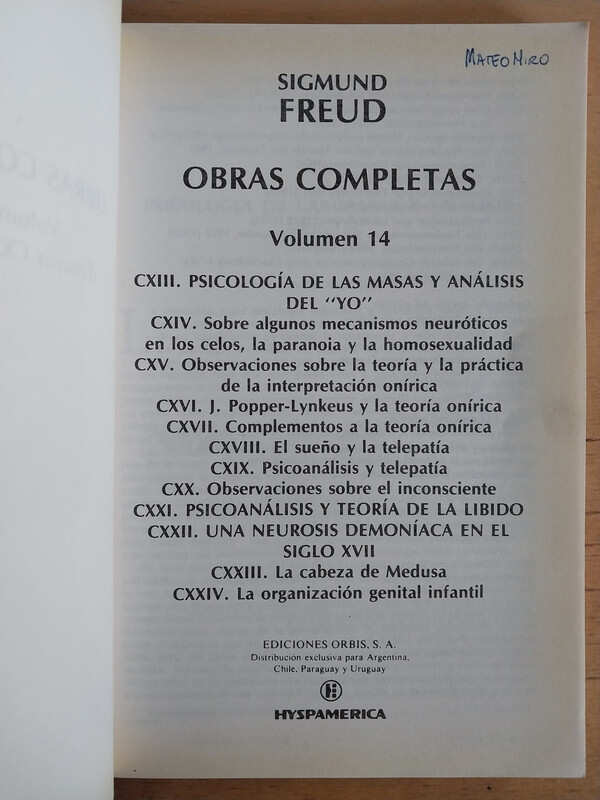 MATEO NIRO
SIGMUND
FREUD
OBRAS COMPLETAS
Volumen 14
CXIII. PSICOLOGÍA DE LAS MASAS Y ANÁLISIS
DEL "YO"
CXIV. Sobre algunos mecanismos neuróticos
en los celos, la paranoia y la homosexualidad
CXV. Observaciones sobre la teoría y la práctica
de la interpretación onírica
CXVI. J. Popper-Lynkeus y la teoría onírica
CXVII. Complementos a la teoría onírica
CXVIII. El sueño y la telepatía
CXIX. Psicoanálisis y telepatía
CXX. Observaciones sobre el inconsciente
CXXI. PSICOANÁLISIS Y TEORÍA DE LA LIBIDO
CXXII. UNA NEUROSIS DEMONÍACA EN EL
SIGLO XVII
CXXIII. La cabeza de Medusa
CXXIV. La organización genital infantil
EDICIONES ORBIS, S. A.
Distribución exclusiva para Argentina,
Chile, Paraguay y Uruguay
HYSPAMERICA